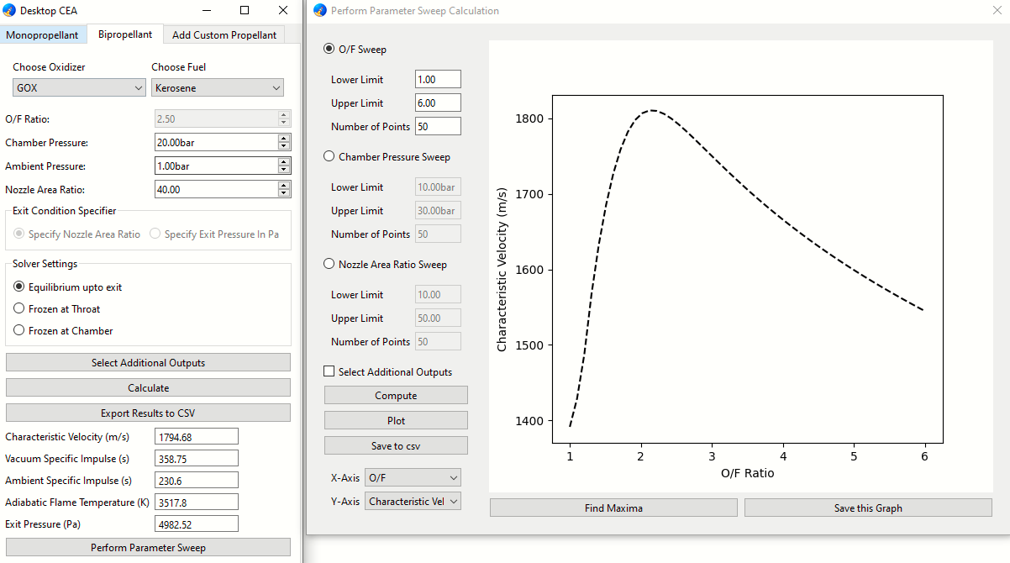 Desktop CEA
Monopropellant Bipropellant Add Custom Propellant
Choose Oxidizer Choose Fuel
GOX Kerosene
O/F Ratio: 2.50
Chamber Pressure: 20.00bar
Ambient Pressure: 1.00bar
Nozzle Area Ratio: 40.00
Exit Condition Specifier
Specify Nozzle Area Ratio Specify Exit Pressure In Pa
Solver Settings
Equilibrium upto exit
Frozen at Throat
Frozen at Chamber
Select Additional Outputs
Calculate
Export Results to CSV
Characteristic Velocity (m/s) 1794.68
Vacuum Specific Impulse (s) 358.75
Ambient Specific Impulse (s) 230.6
Adiabatic Flame Temperature (K) 3517.8
Exit Pressure (Pa) 4982.52
Perform Parameter Sweep
Perform Parameter Sweep Calculation
O/F Sweep
Lower Limit 1.00
Upper Limit 6.00
Number of Points 50
Chamber Pressure Sweep
Lower Limit 10.00bar
Upper Limit 30.00bar
Number of Points 50
Nozzle Area Ratio Sweep
Lower Limit 10.00
Upper Limit 50.00
Number of Points 50
Select Additional Outputs
Compute
Plot
Save to csv
X-Axis O/F
Y-Axis Characteristic Vel
Characteristic Velocity (m/s)
1800
1700
1600
1500
1400
1 2 3 4 5 6
O/F Ratio
Find Maxima Save this Graph